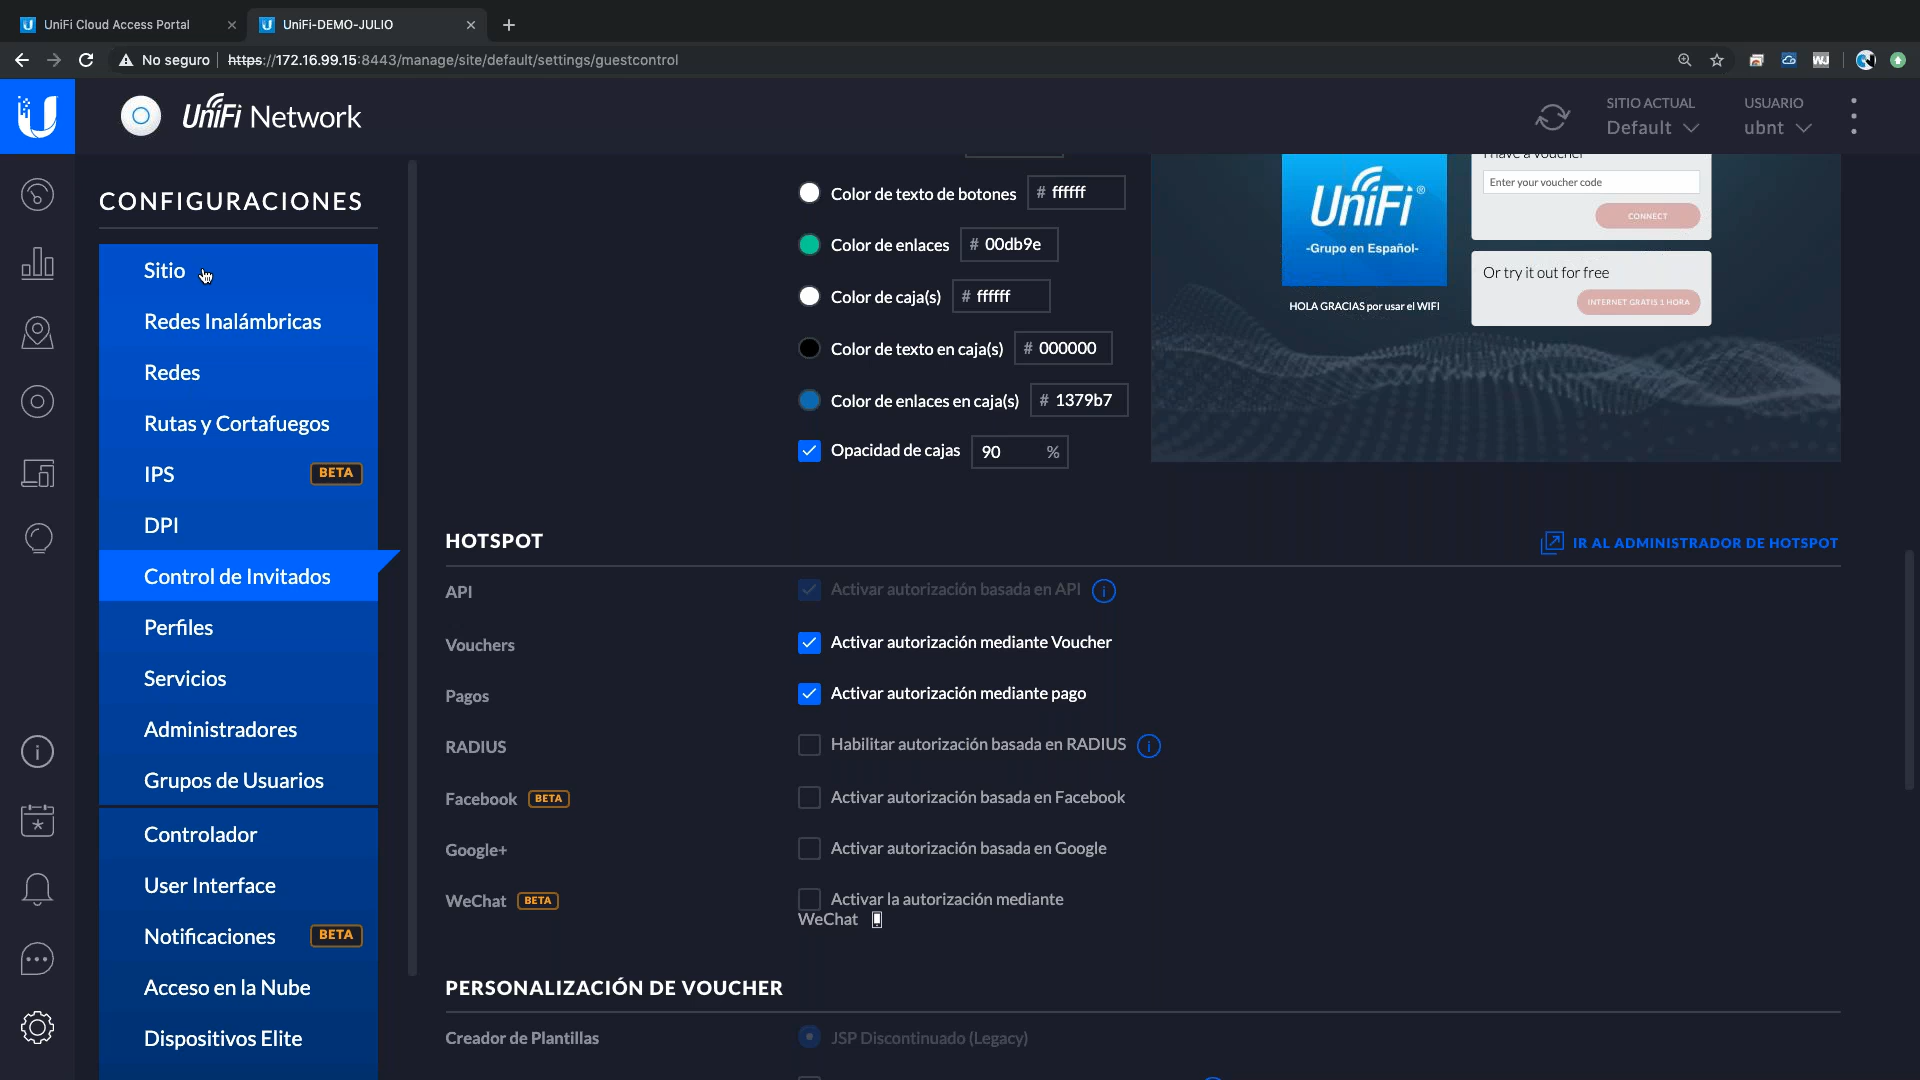 UniFi Cloud Access Portal
UniFi-DEMO-JULIO
No seguro
https://172.16.99.15:8443/manage/site/default/settings/guestcontrol
UniFi Network
SITIO ACTUAL
Default
USUARIO
ubnt
CONFIGURACIONES
Sitio
Redes Inalámbricas
Redes
Rutas y Cortafuegos
IPS BETA
DPI
Control de Invitados
Perfiles
Servicios
Administradores
Grupos de Usuarios
Controlador
User Interface
Notificaciones BETA
Acceso en la Nube
Dispositivos Elite
Color de texto de botones # ffffff
Color de enlaces # 00db9e
Color de caja(s) # ffffff
Color de texto en caja(s) # 000000
Color de enlaces en caja(s) # 1379b7
Opacidad de cajas 90 %
UniFi®
-Grupo en Español-
HOLA GRACIAS por usar el WIFI
I have a voucher
Enter your voucher code
CONNECT
Or try it out for free
INTERNET GRATIS 1 HORA
HOTSPOT
IR AL ADMINISTRADOR DE HOTSPOT
API Activar autorización basada en API
Vouchers Activar autorización mediante Voucher
Pagos Activar autorización mediante pago
RADIUS Habilitar autorización basada en RADIUS
Facebook BETA Activar autorización basada en Facebook
Google+ Activar autorización basada en Google
WeChat BETA Activar la autorización mediante
WeChat
PERSONALIZACIÓN DE VOUCHER
Creador de Plantillas JSP Discontinuado (Legacy)